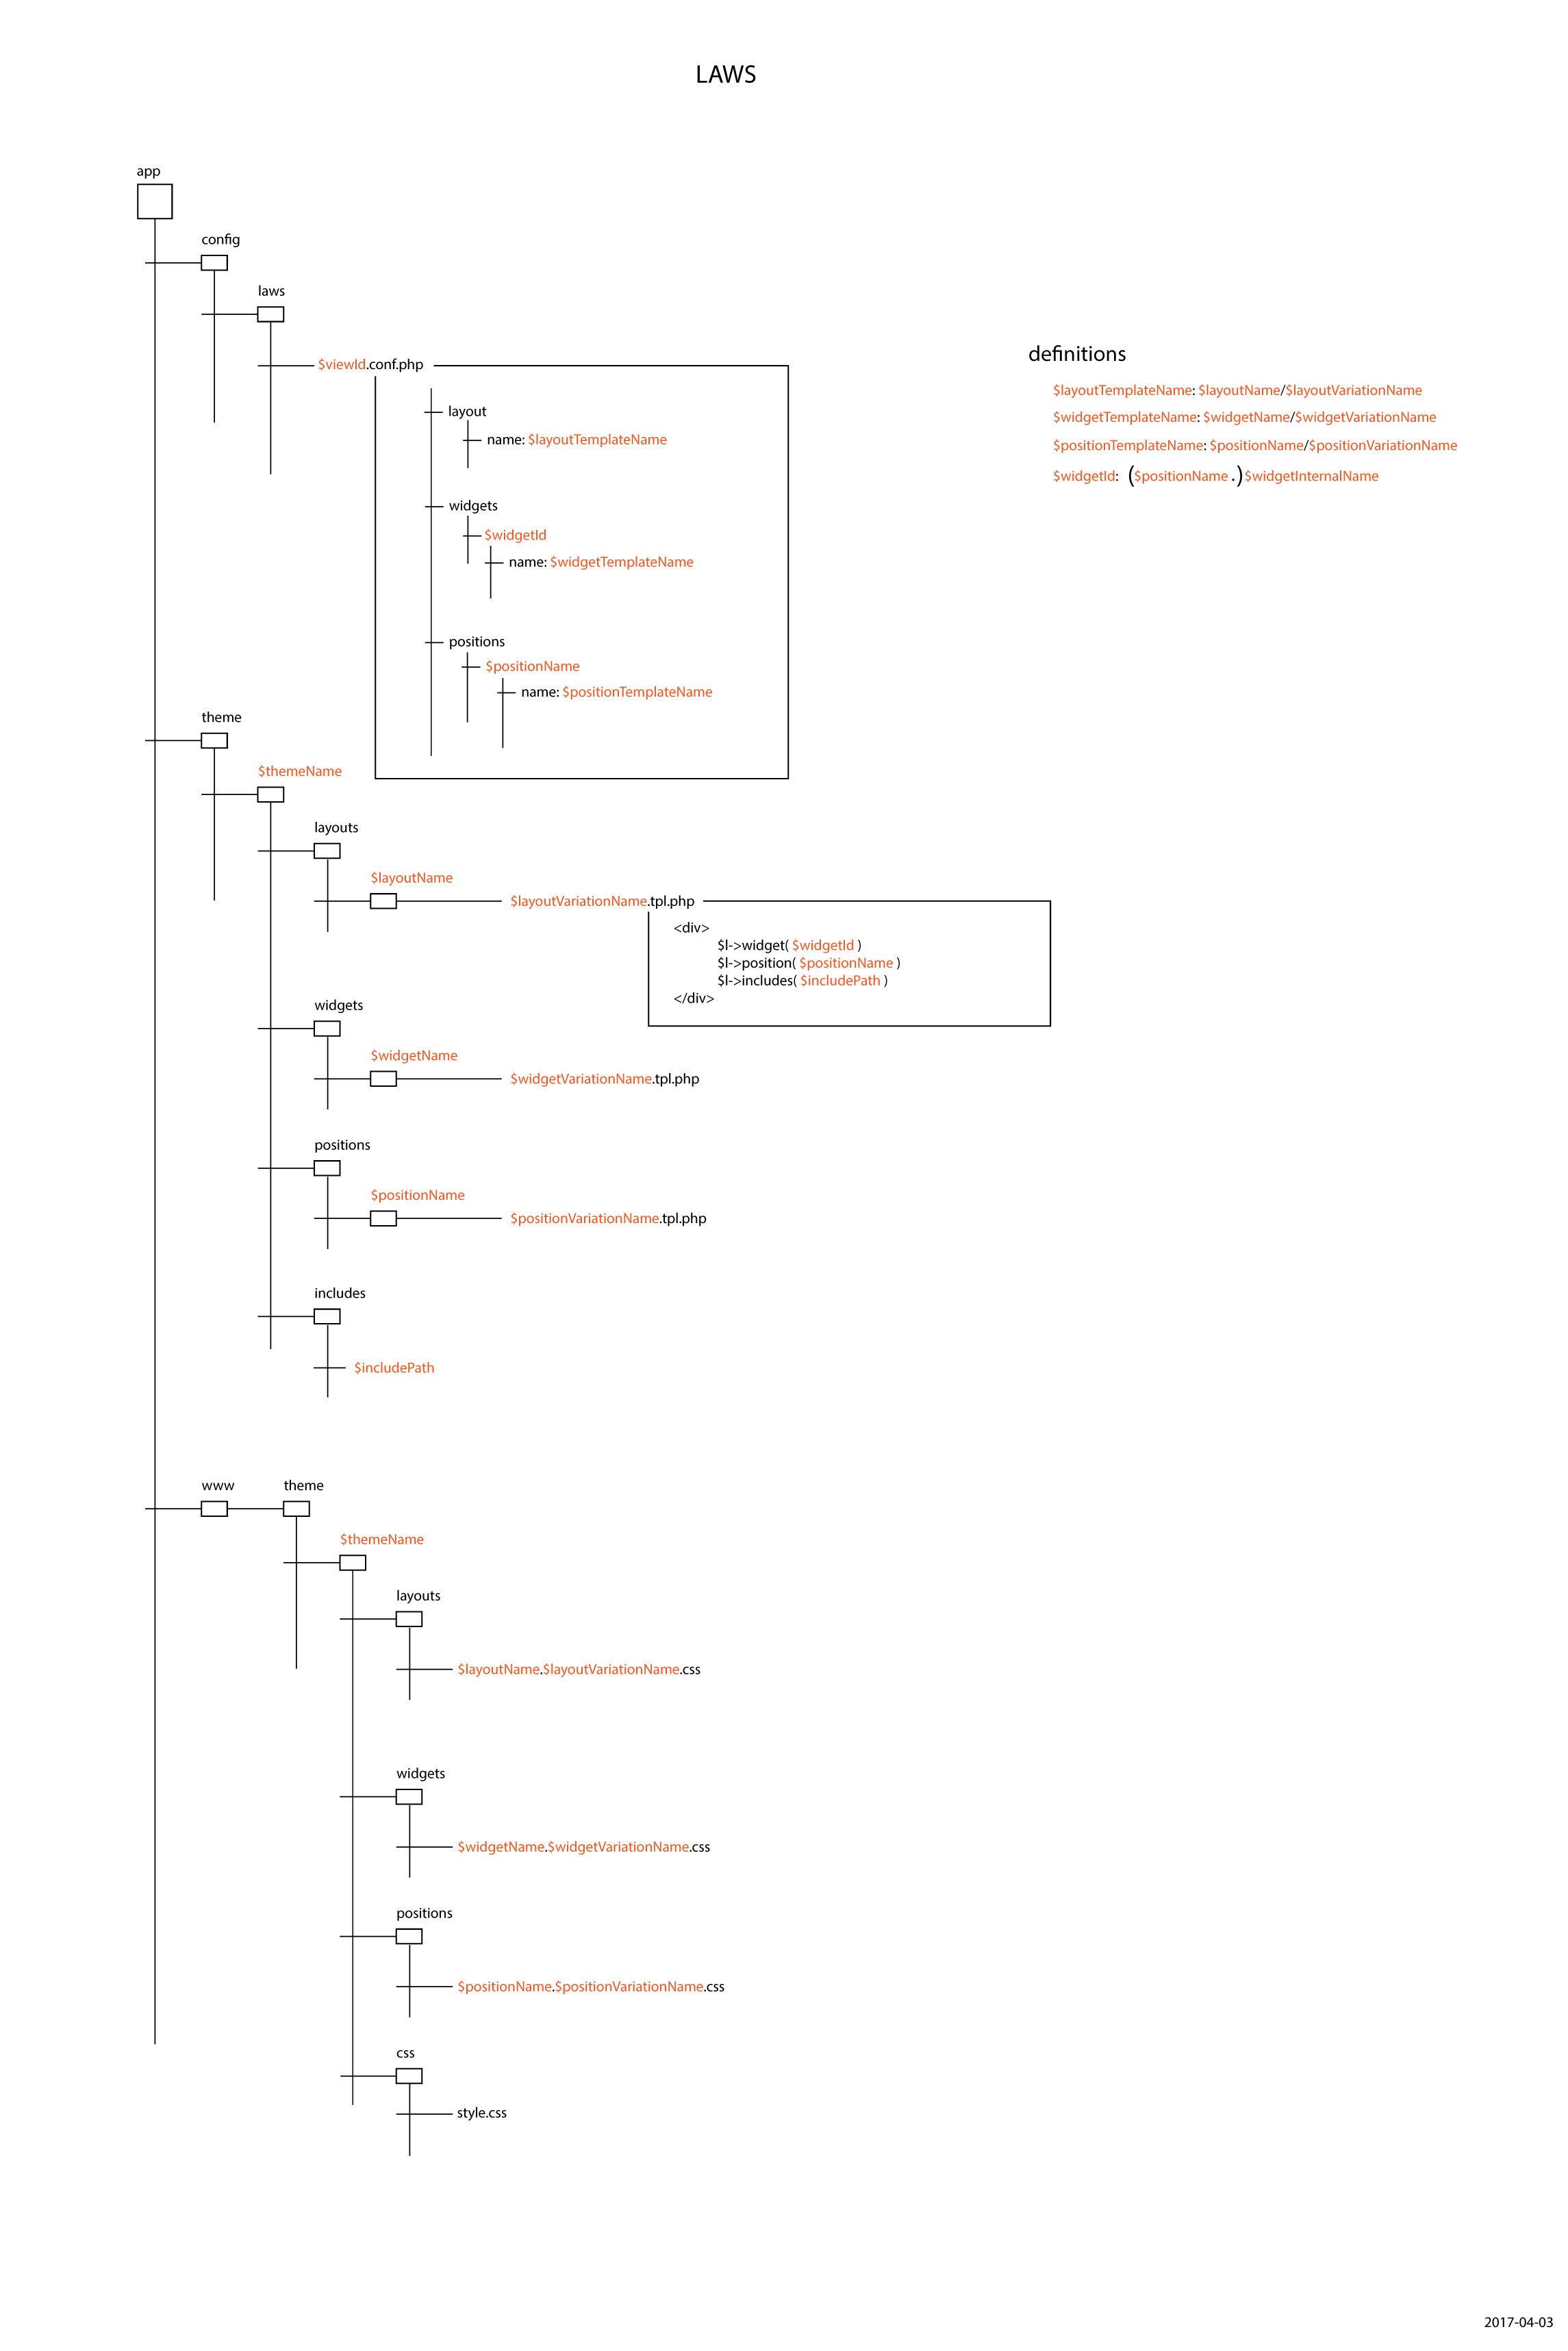 LAWS
app
config
laws
$viewId.conf.php
layout
name: $layoutTemplateName
widgets
$widgetId
name: $widgetTemplateName
positions
$positionName
name: $positionTemplateName
definitions
$layoutTemplateName: $layoutName/$layoutVariationName
$widgetTemplateName: $widgetName/$widgetVariationName
$positionTemplateName: $positionName/$positionVariationName
$widgetId: ($positionName .) $widgetInternalName
theme
$themeName
layouts
$layoutName
$layoutVariationName.tpl.php
<div>
$l->widget( $widgetId )
$l->position( $positionName )
$l->includes( $includePath )
</div>
widgets
$widgetName
$widgetVariationName.tpl.php
positions
$positionName
$positionVariationName.tpl.php
includes
$includePath
www theme
$themeName
layouts
$layoutName.$layoutVariationName.css
widgets
$widgetName.$widgetVariationName.css
positions
$positionName.$positionVariationName.css
css
style.css
2017-04-03